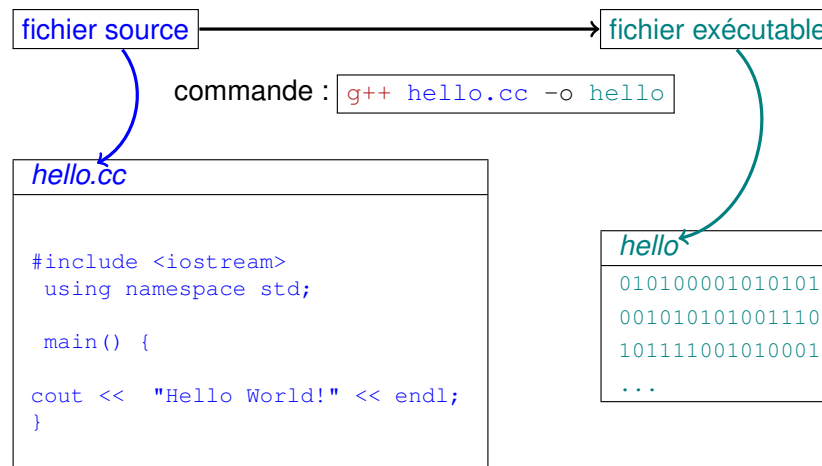 fichier source
fichier exécutable
commande : g++ hello.cc -o hello
hello.cc
#include <iostream>
using namespace std;
main() {
cout << "Hello World!" << endl;
}
hello
010100001010101
001010101001110
101111001010001
...